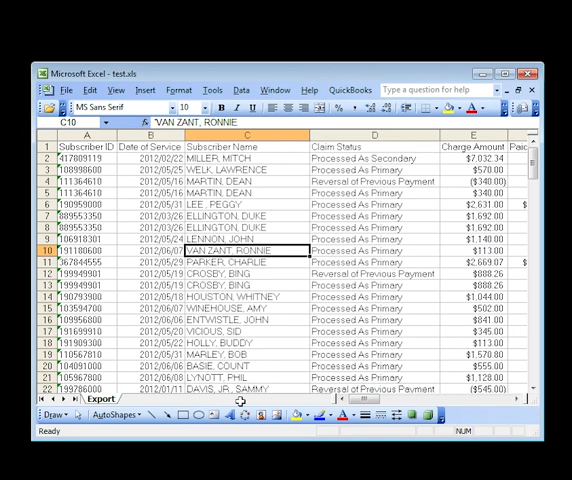 Microsoft Excel - test.xls
File Edit View Insert Format Tools Data Window Help QuickBooks Type a question for help
MS Sans Serif 10 B I U $ %
C10 fx 'VAN ZANT, RONNIE
A B C D E
1 Subscriber ID Date of Service Subscriber Name Claim Status Charge Amount Paid
2 417809119 2012/02/22 MILLER, MITCH Processed As Secondary $7,032.34
3 108998600 2012/05/25 WELK, LAWRENCE Processed As Primary $570.00
4 111364610 2012/05/16 MARTIN, DEAN Reversal of Previous Payment ($340.00)
5 111364610 2012/05/16 MARTIN, DEAN Processed As Primary $340.00
6 190959000 2012/05/31 LEE , PEGGY Processed As Primary $2,631.00 $
7 889553350 2012/03/26 ELLINGTON, DUKE Processed As Primary $1,692.00
8 889553350 2012/03/26 ELLINGTON, DUKE Processed As Primary $1,692.00
9 106918301 2012/05/24 LENNON, JOHN Processed As Primary $1,140.00
10 191180600 2012/06/07 VAN ZANT, RONNIE Processed As Primary $113.00
11 367844555 2012/05/29 PARKER, CHARLIE Processed As Primary $2,669.07 $
12 199949901 2012/05/19 CROSBY, BING Reversal of Previous Payment $888.26
13 199949901 2012/05/19 CROSBY, BING Processed As Primary $888.26
14 190793900 2012/05/18 HOUSTON, WHITNEY Processed As Primary $1,044.00
15 103594700 2012/06/07 WINEHOUSE, AMY Processed As Primary $502.00
16 109956800 2012/06/08 ENTWISTLE, JOHN Processed As Primary $841.00
17 191699910 2012/05/20 VICIOUS, SID Processed As Primary $345.00
18 191909300 2012/05/22 HOLLY, BUDDY Processed As Primary $113.00
19 110567810 2012/05/31 MARLEY, BOB Processed As Primary $1,570.80
20 104091000 2012/06/06 BASIE, COUNT Processed As Primary $555.00
21 105967800 2012/06/08 LYNOTT, PHIL Processed As Primary $1,128.00
22 199786000 2012/01/11 DAVIS, JR., SAMMY Reversal of Previous Payment ($545.00)
Export
Draw AutoShapes
Ready NUM